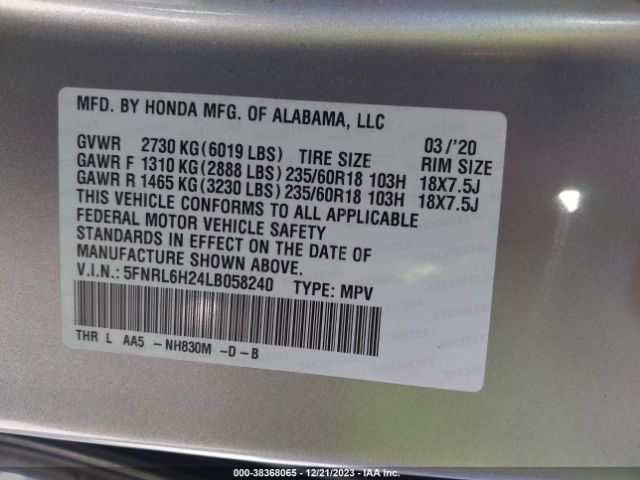 MFD. BY HONDA MFG. OF ALABAMA, LLC
GVWR 2730 KG(6019 LBS) TIRE SIZE 03/'20 RIM SIZE
GAWR F 1310 KG(2888 LBS) 235/60R18 103H 18X7.5J
GAWR R 1465 KG(3230 LBS) 235/60R18 103H 18X7.5J
THIS VEHICLE CONFORMS TO ALL APPLICABLE
FEDERAL MOTOR VEHICLE SAFETY
STANDARDS IN EFFECT ON THE DATE OF
MANUFACTURE SHOWN ABOVE.
V.I.N.: 5FNRL6H24LB058240 TYPE: MPV
THR L AA5 -NH830M -D-B
000-38368065 - 12/21/2023 - IAA Inc.